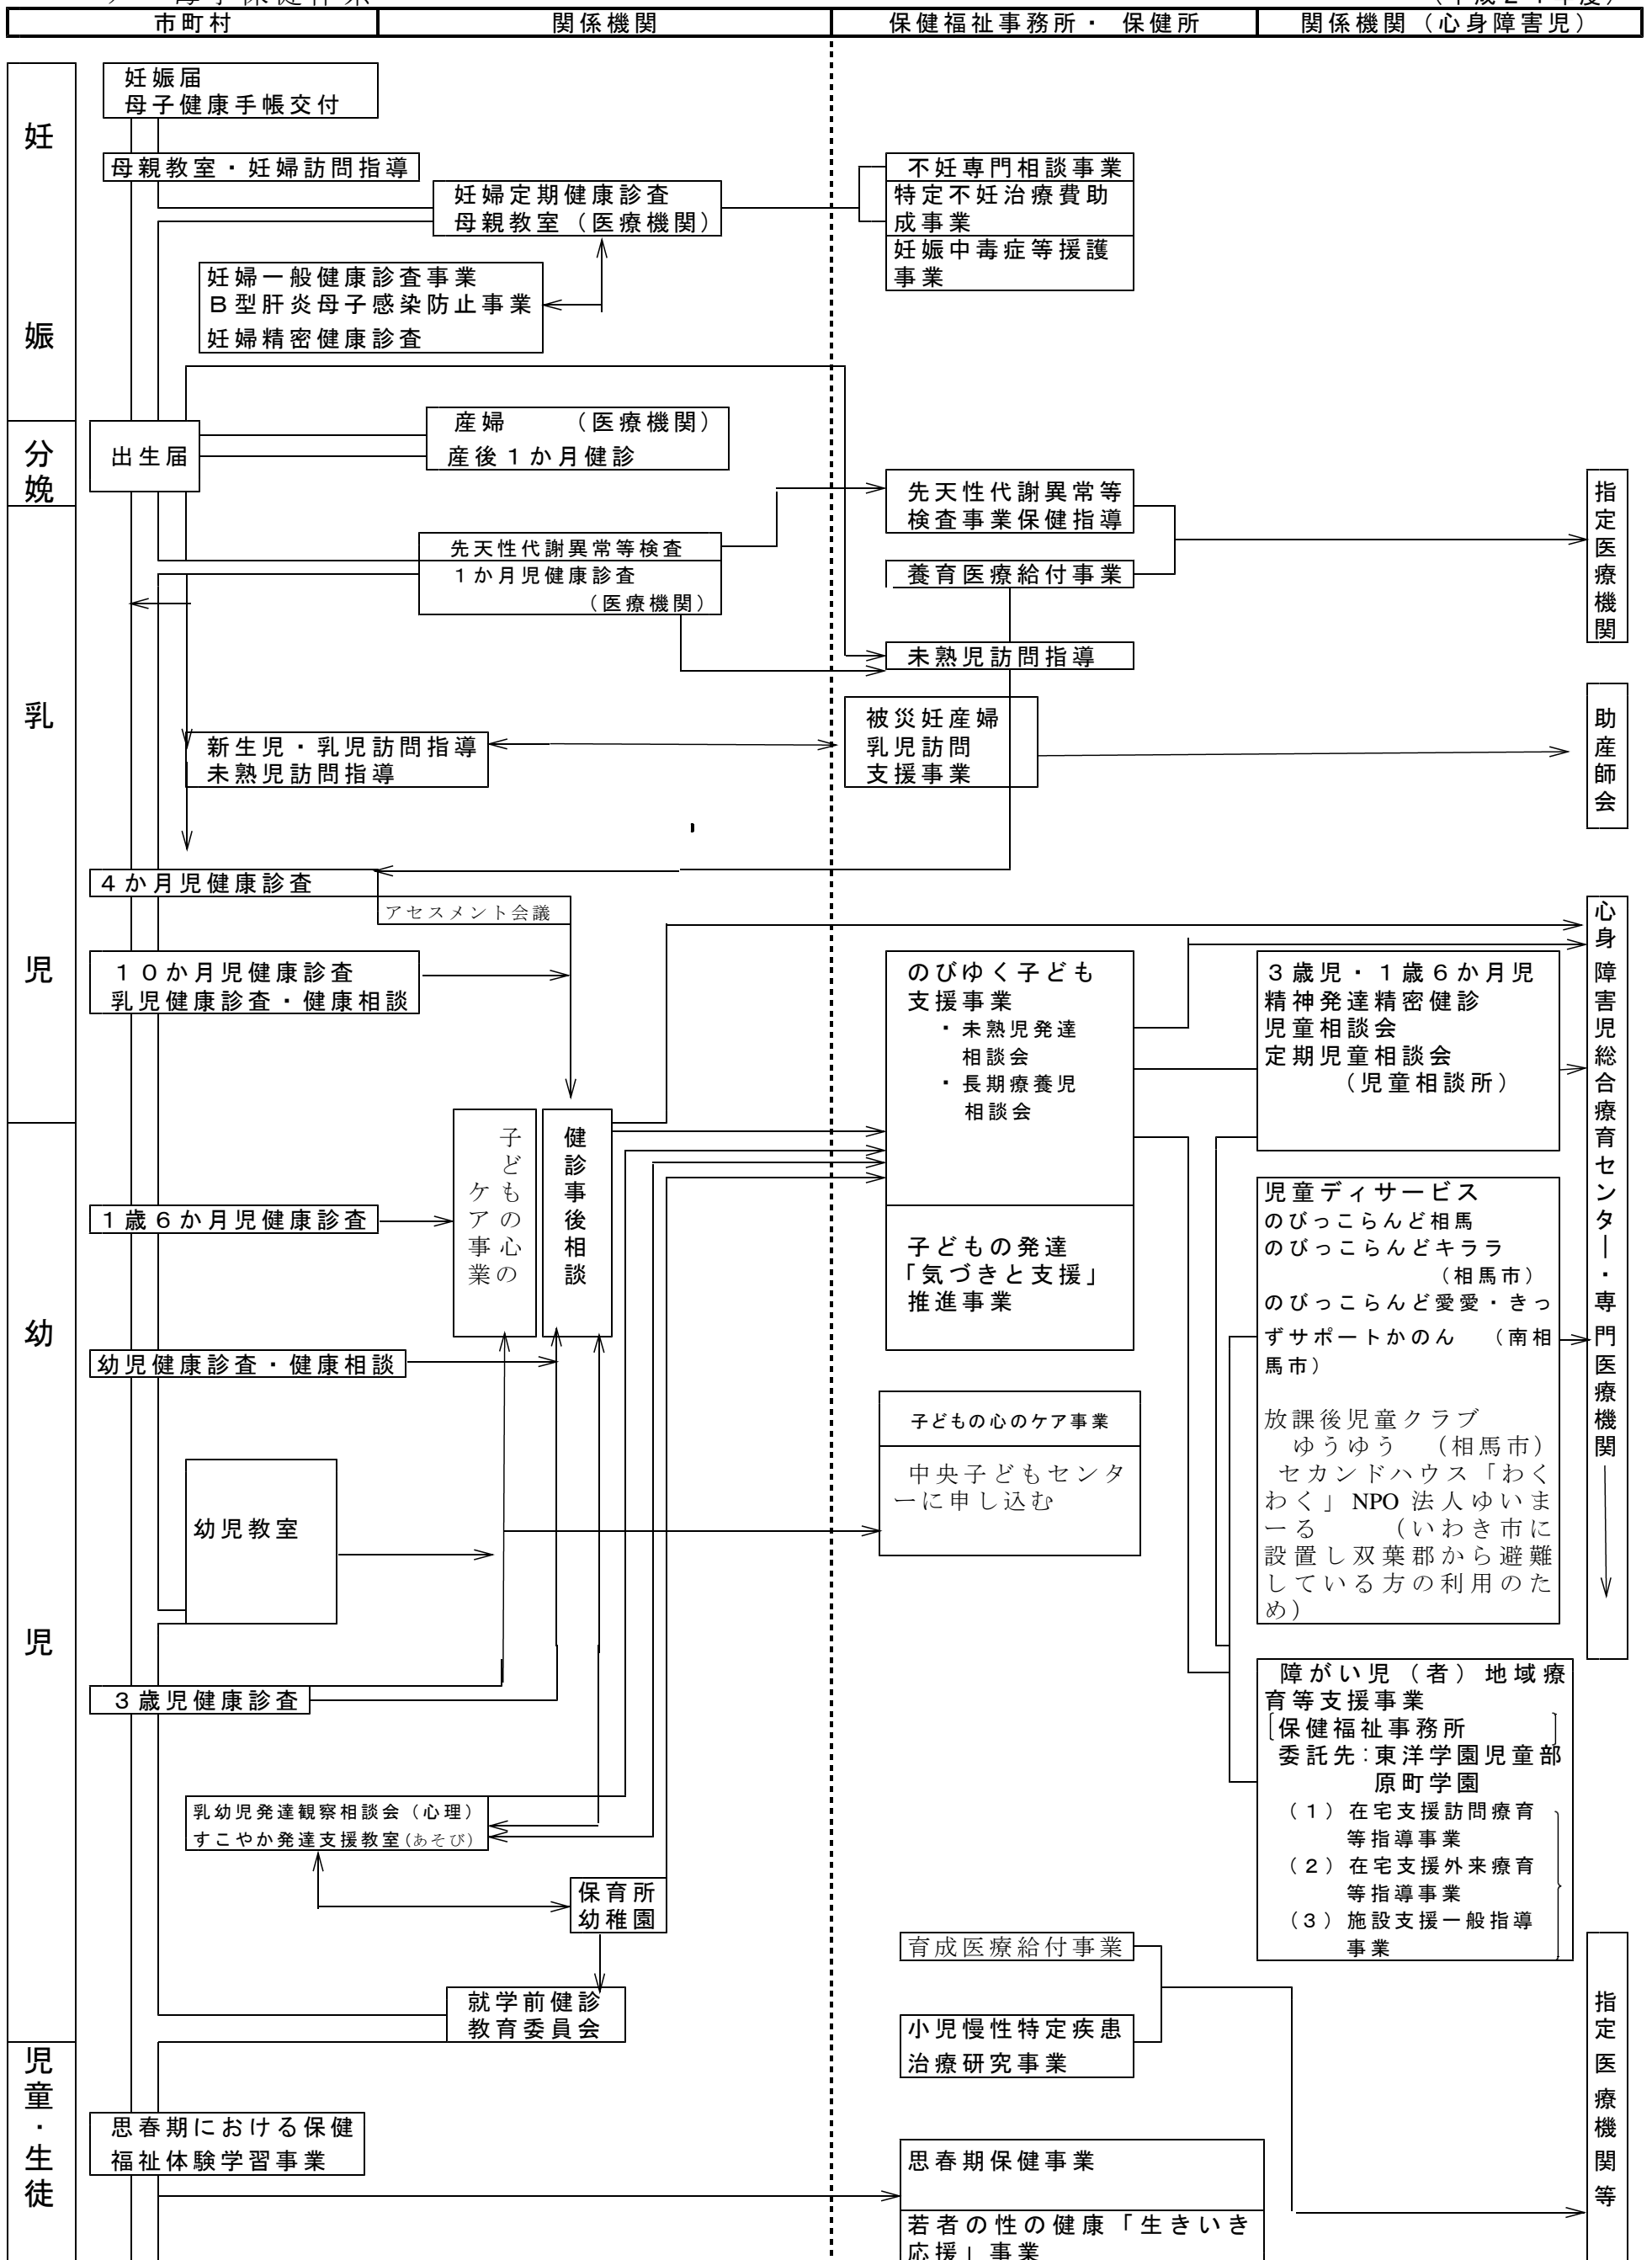 市町村
関係機関
保健福祉事務所・ 保健所
関係機関（心身障害児）
妊娠
分娩
乳児
幼児
児童・生徒
妊娠届
母子健康手帳交付
母親教室・妊婦訪問指導
妊婦定期健康診査
母親教室（医療機関）
不妊専門相談事業
特定不妊治療費助
成事業
妊娠中毒症等援護
事業
妊婦一般健康診査事業
Ｂ型肝炎母子感染防止事業
妊婦精密健康診査
出生届
産婦　　（医療機関）
産後１か月健診
先天性代謝異常等
検査事業保健指導
先天性代謝異常等検査
１か月児健康診査
（医療機関）
養育医療給付事業
指定医療機関
未熟児訪問指導
新生児・乳児訪問指導
未熟児訪問指導
被災妊産婦
乳児訪問
支援事業
助産師会
４か月児健康診査
アセスメント会議
１０か月児健康診査
乳児健康診査・健康相談
のびゆく子ども
支援事業
・未熟児発達
相談会
・長期療養児
相談会
３歳児・１歳６か月児
精神発達精密健診
児童相談会
定期児童相談会
（児童相談所）
心身障害児総合療育センター・専門医療機関
子どもの心の
ケア事業
健診事後相談
１歳６か月児健康診査
子どもの発達
「気づきと支援」
推進事業
児童ディサービス
のびっこらんど相馬
のびっこらんどキララ
（相馬市）
のびっこらんど愛愛・きっ
ずサポートかのん　（南相
馬市）
放課後児童クラブ
ゆうゆう　（相馬市）
セカンドハウス「わく
わく」NPO 法人ゆいま
ーる　　（いわき市に
設置し双葉郡から避難
している方の利用のた
め）
幼児健康診査・健康相談
子どもの心のケア事業
中央子どもセンタ
ーに申し込む
幼児教室
３歳児健康診査
障がい児（者）地域療
育等支援事業
保健福祉事務所
委託先:東洋学園児童部
原町学園
（１）在宅支援訪問療育
等指導事業
（２）在宅支援外来療育
等指導事業
（３）施設支援一般指導
事業
乳幼児発達観察相談会（心理）
すこやか発達支援教室(あそび)
保育所
幼稚園
育成医療給付事業
就学前健診
教育委員会
小児慢性特定疾患
治療研究事業
指定医療機関等
思春期における保健
福祉体験学習事業
思春期保健事業
若者の性の健康「生きいき
応援」事業